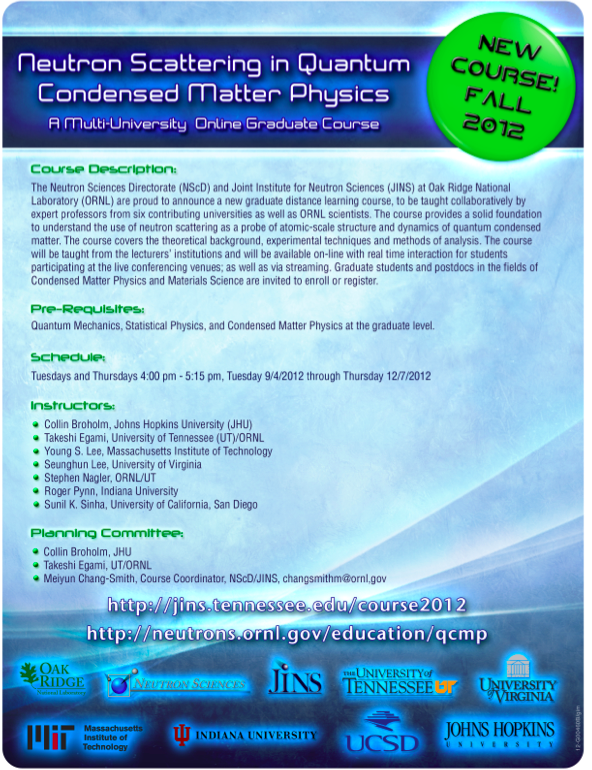 Neutron Scattering in Quantum
Condensed Matter Physics
A Multi-University Online Graduate Course
NEW
COURSE!
FALL
2012
Course Description:
The Neutron Sciences Directorate (NScD) and Joint Institute for Neutron Sciences (JINS) at Oak Ridge National
Laboratory (ORNL) are proud to announce a new graduate distance learning course, to be taught collaboratively by
expert professors from six contributing universities as well as ORNL scientists. The course provides a solid foundation
to understand the use of neutron scattering as a probe of atomic-scale structure and dynamics of quantum condensed
matter. The course covers the theoretical background, experimental techniques and methods of analysis. The course
will be taught from the lecturers' institutions and will be available on-line with real time interaction for students
participating at the live conferencing venues; as well as via streaming. Graduate students and postdocs in the fields of
Condensed Matter Physics and Materials Science are invited to enroll or register.
Pre-Requisites:
Quantum Mechanics, Statistical Physics, and Condensed Matter Physics at the graduate level.
Schedule:
Tuesdays and Thursdays 4:00 pm - 5:15 pm, Tuesday 9/4/2012 through Thursday 12/7/2012
Instructors:
Collin Broholm, Johns Hopkins University (JHU)
Takeshi Egami, University of Tennessee (UT)/ORNL
Young S. Lee, Massachusetts Institute of Technology
Seunghun Lee, University of Virginia
Stephen Nagler, ORNL/UT
Roger Pynn, Indiana University
Sunil K. Sinha, University of California, San Diego
Planning Committee:
Collin Broholm, JHU
Takeshi Egami, UT/ORNL
Meiyun Chang-Smith, Course Coordinator, NScD/JINS, changsmithm@ornl.gov
http://jins.tennessee.edu/course2012
http://neutrons.ornl.gov/education/qcmp
OAK
RIDGE
National Laboratory
NEUTRON SCIENCES
JINS
THE UNIVERSITY of
TENNESSEE UT
UNIVERSITY
of VIRGINIA
MIT
Massachusetts
Institute of
Technology
INDIANA UNIVERSITY
UCSD
JOHNS HOPKINS
UNIVERSITY